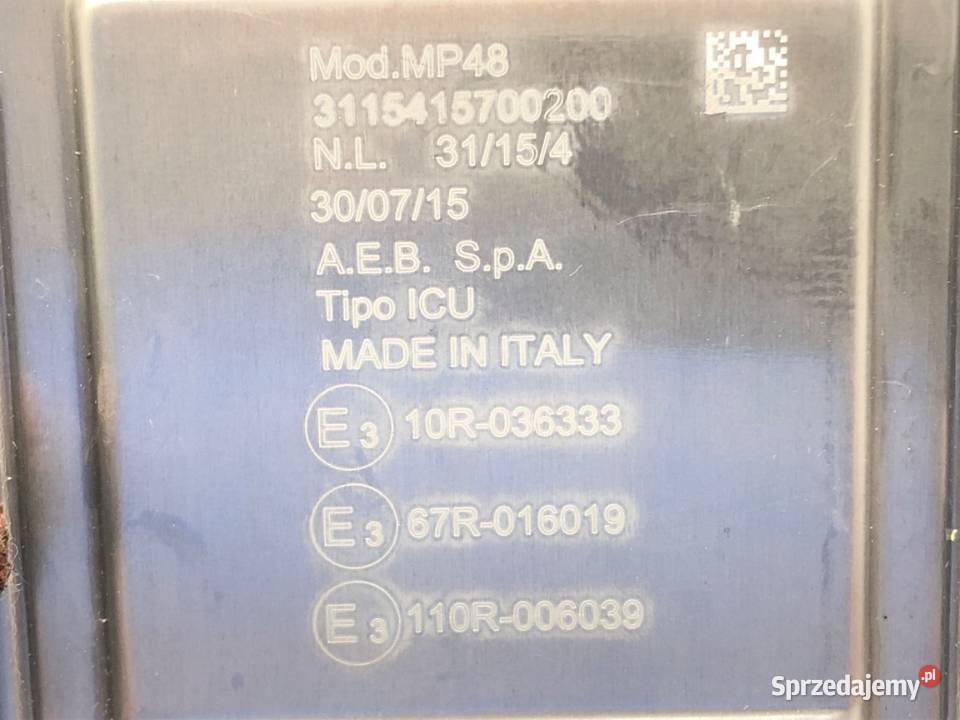 Mod.MP48
3115415700200
N.L. 31/15/4
30/07/15
A.E.B. S.p.A.
Tipo ICU
MADE IN ITALY
E3 10R-036333
E3 67R-016019
E3 110R-006039
Sprzedajemy.pl